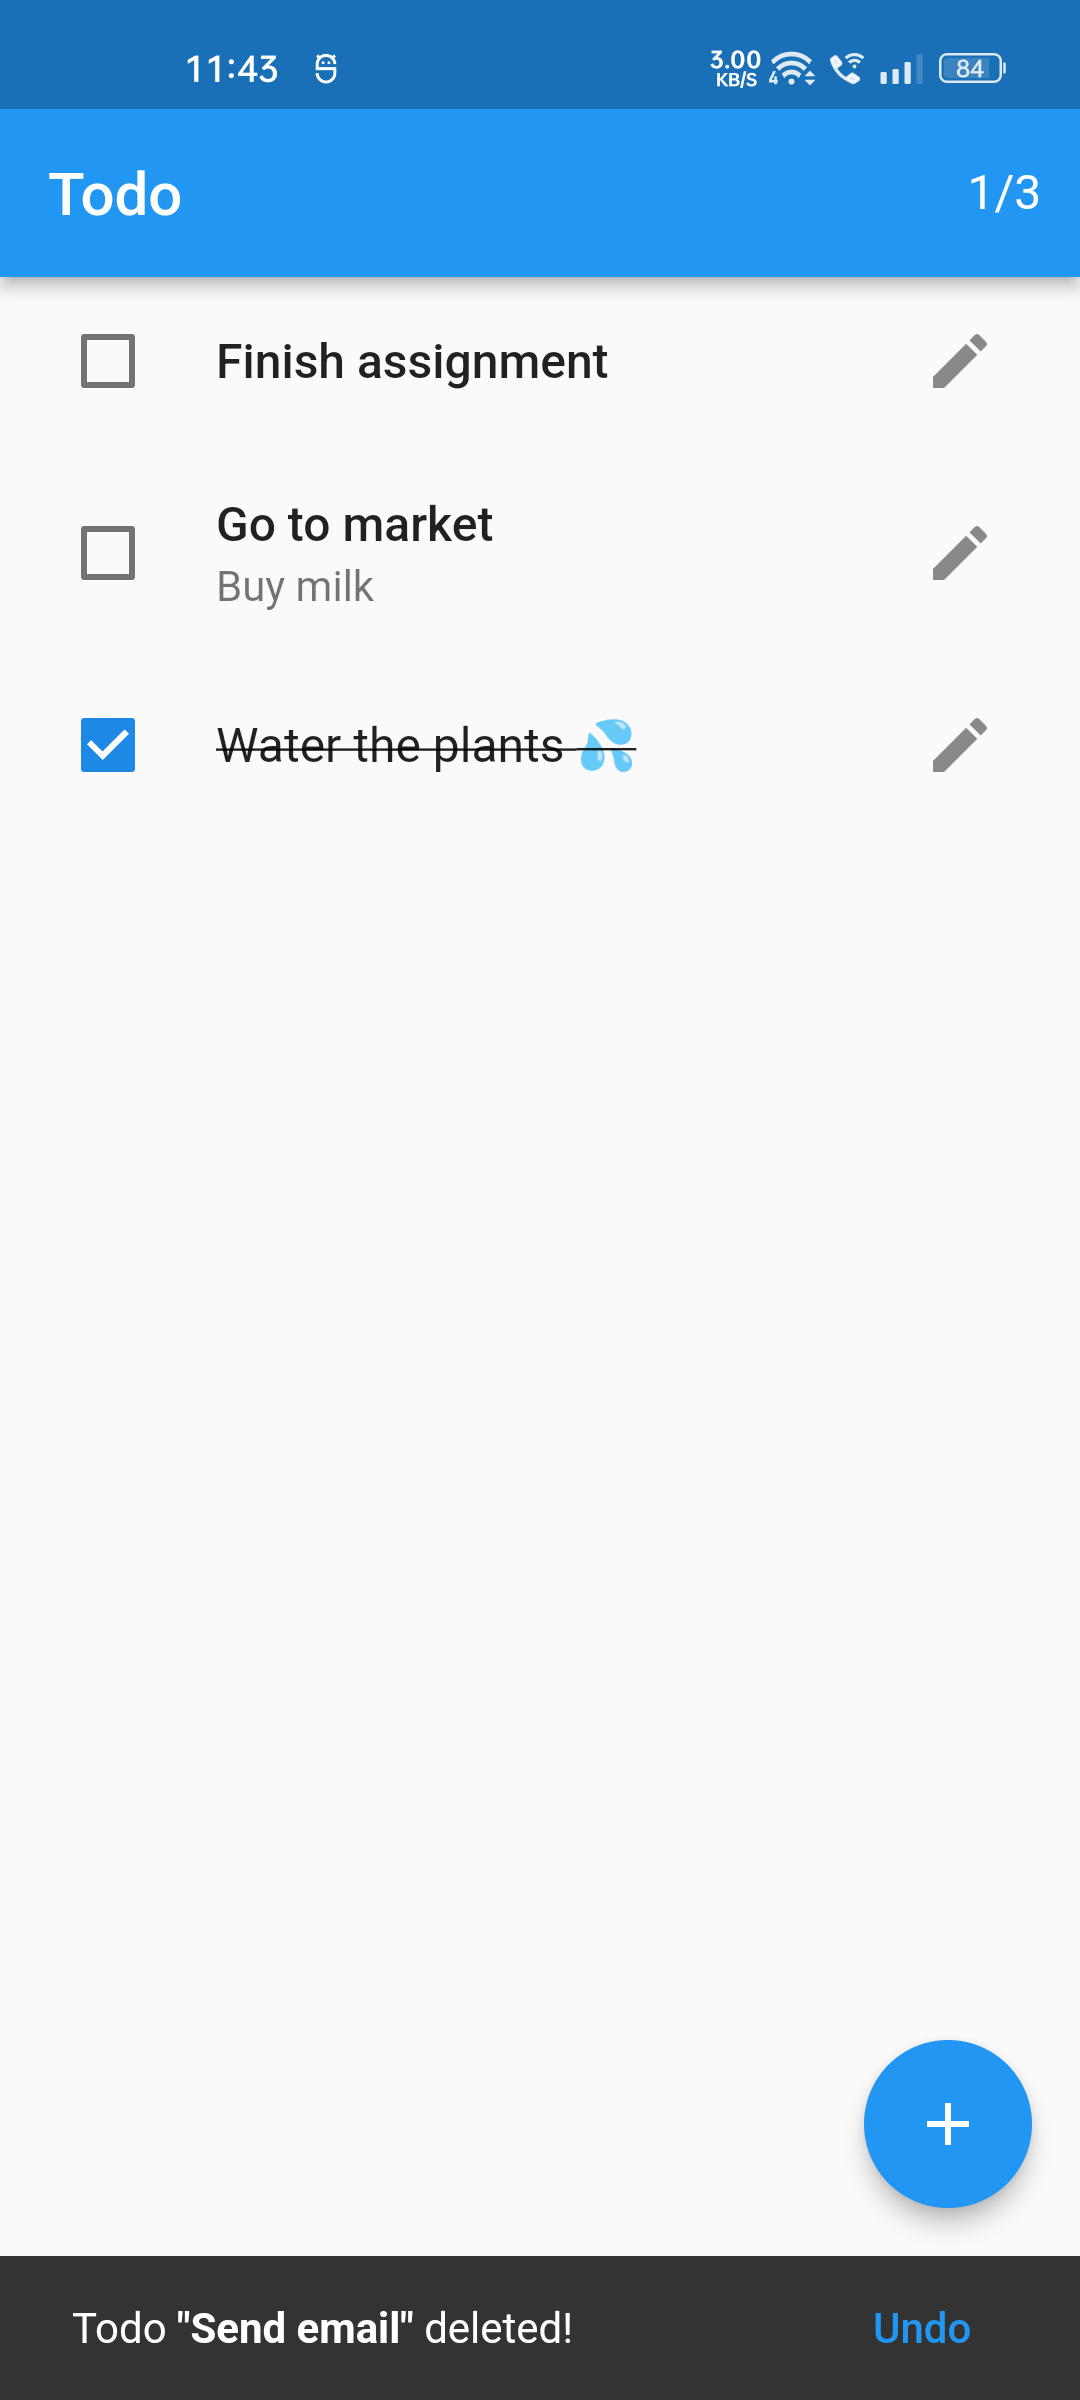 11:43
3.00
KB/S
4
84
Todo
1/3
Finish assignment
Go to market
Buy milk
Water the plants 💦
Todo "Send email" deleted!
Undo